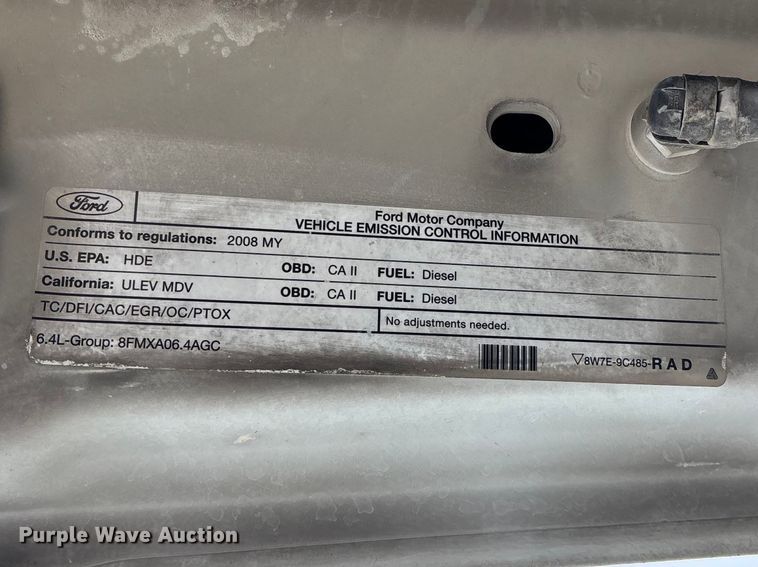 Ford
Ford Motor Company
VEHICLE EMISSION CONTROL INFORMATION
Conforms to regulations: 2008 MY
U.S. EPA: HDE OBD: CA II FUEL: Diesel
California: ULEV MDV OBD: CA II FUEL: Diesel
TC/DFI/CAC/EGR/OC/PTOX No adjustments needed.
6.4L-Group: 8FMXA06.4AGC 8W7E-9C485-RAD
Purple Wave Auction